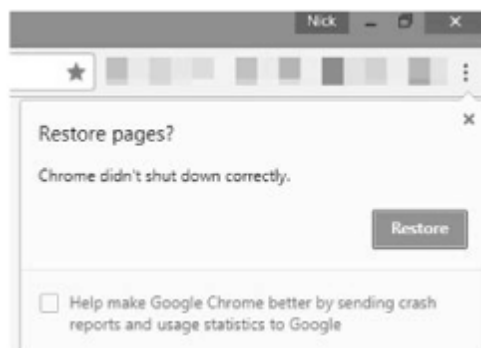 Nick
Restore pages?
Chrome didn't shut down correctly.
Restore
Help make Google Chrome better by sending crash
reports and usage statistics to Google